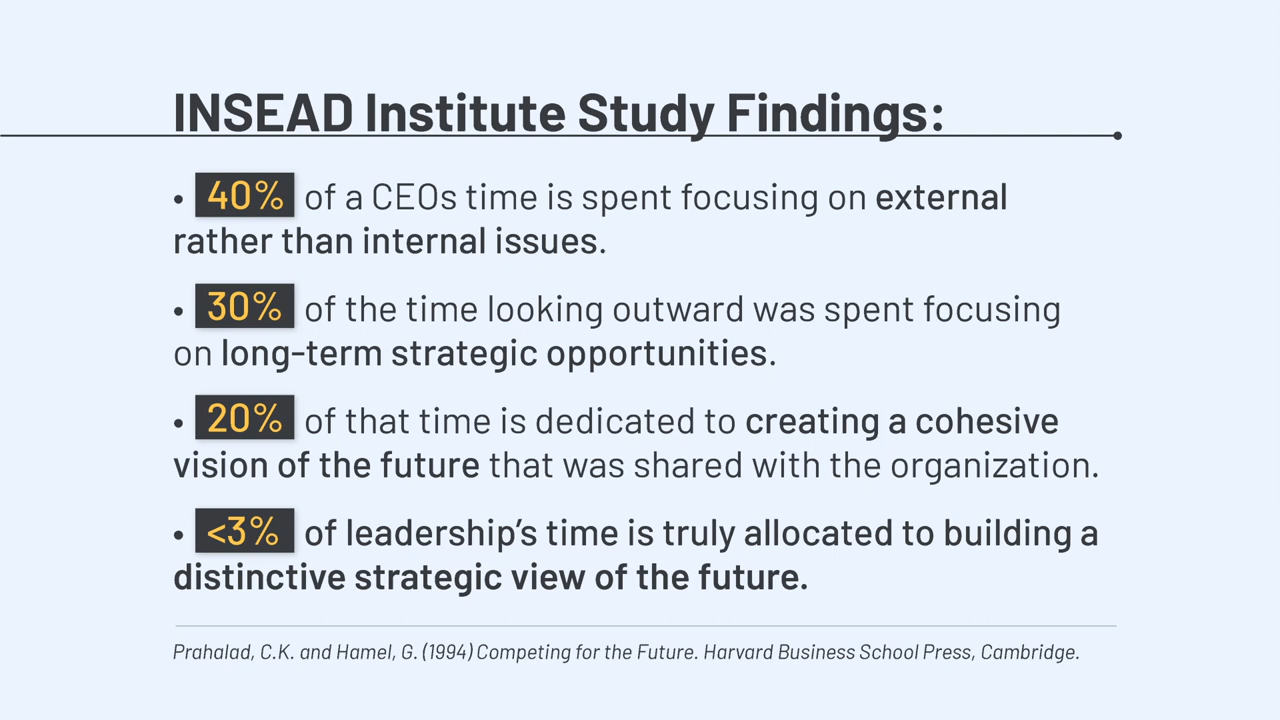 INSEAD Institute Study Findings:
• 40% of a CEOs time is spent focusing on external
rather than internal issues.
• 30% of the time looking outward was spent focusing
on long-term strategic opportunities.
• 20% of that time is dedicated to creating a cohesive
vision of the future that was shared with the organization.
• <3% of leadership’s time is truly allocated to building a
distinctive strategic view of the future.
Prahalad, C.K. and Hamel, G. (1994) Competing for the Future. Harvard Business School Press, Cambridge.